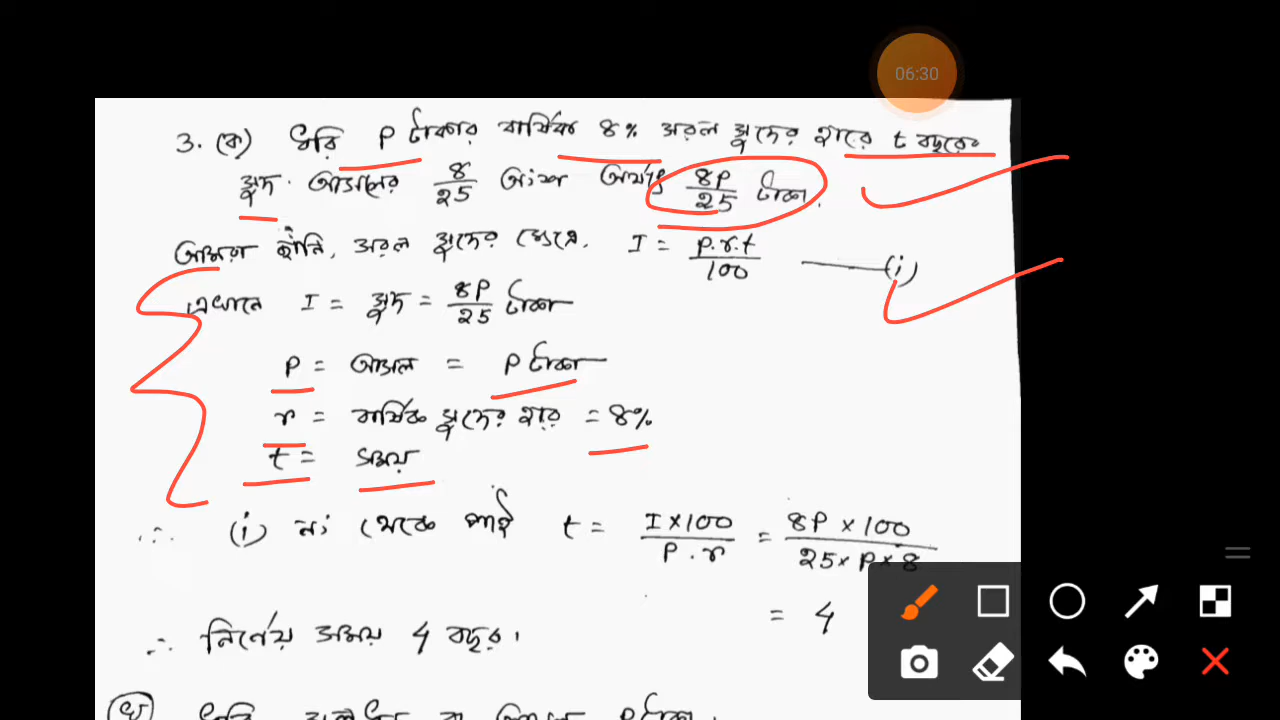 06:30
3. (ক) ধরি P টাকার বার্ষিক 8% সরল সুদের হারে t বছরের
সুদ আসলের 8/25 অংশ অর্থাৎ 8P/25 টাকা.
আমরা জানি, সরল সুদের ক্ষেত্রে, I = p.r.t/100 —— (i)
এখানে I = সুদ = 8P/25 টাকা
P = আসল = P টাকা
r = বার্ষিক সুদের হার = 8%
t = সময়
∴ (i) নং থেকে পাই t = I×100/P.r = 8P×100/25×P×8
= 4
∴ নির্ণেয় সময় 4 বছর।
(খ) ধরি
P টাকা।